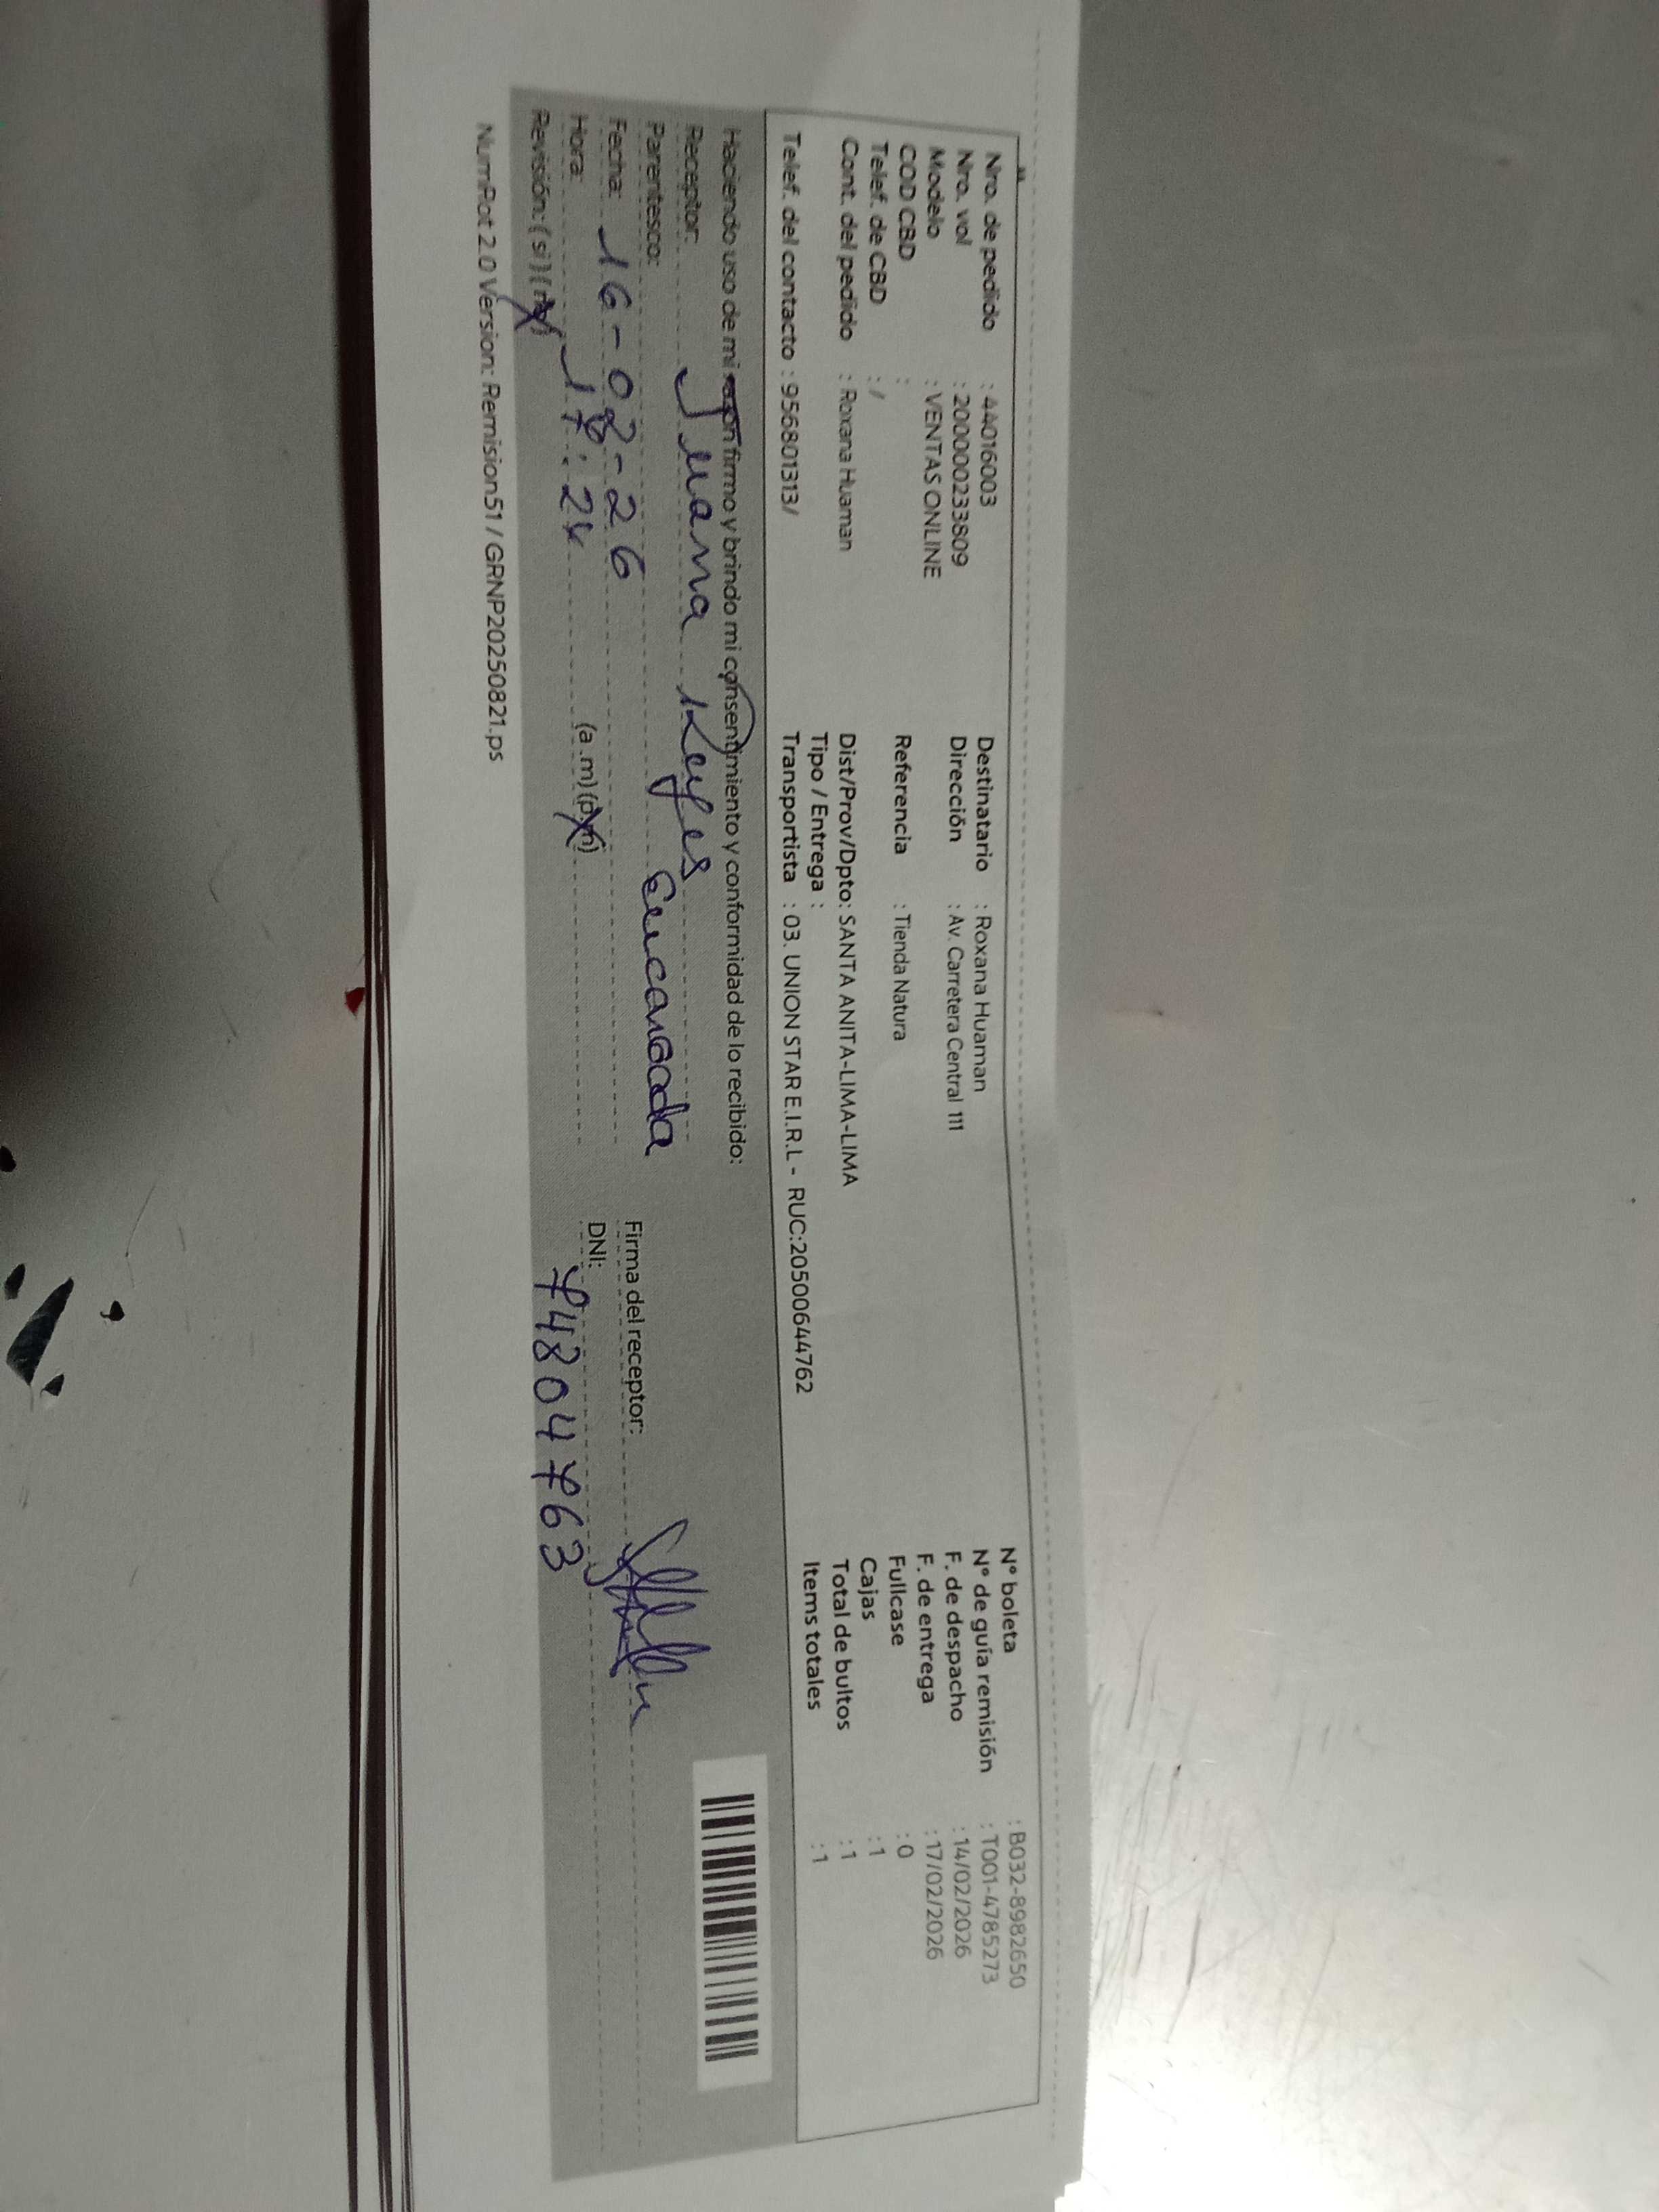 Nro. de pedido : 44016003
Nro. vol : 200000233809
Modelo : VENTAS ONLINE
COD CBD :
Telef. de CBD : /
Cont. del pedido : Roxana Huaman
Telef. del contacto : 956801313/
Destinatario : Roxana Huaman
Dirección : Av. Carretera Central 111
Referencia : Tienda Natura
Dist/Prov/Dpto: SANTA ANITA-LIMA-LIMA
Tipo / Entrega :
Transportista : 03. UNION STAR E.I.R.L - RUC:20500644762
N° boleta : B032-8982650
N° de guía remisión : T001-4785273
F. de despacho : 14/02/2026
F. de entrega : 17/02/2026
Fullcase : 0
Cajas : 1
Total de bultos : 1
Items totales : 1
Haciendo uso de mi firmo y brindo mi consentimiento y conformidad de lo recibido:
Receptor: Juana Reyes
Parentesco: Encargada
Fecha: 16-02-26
Hora: (a.m) (p.m)
Revisión: ( si ) ( no )
Firma del receptor:
DNI: 74804763
NumPot 2.0 Version: Remision51 / GRNP20250821.ps